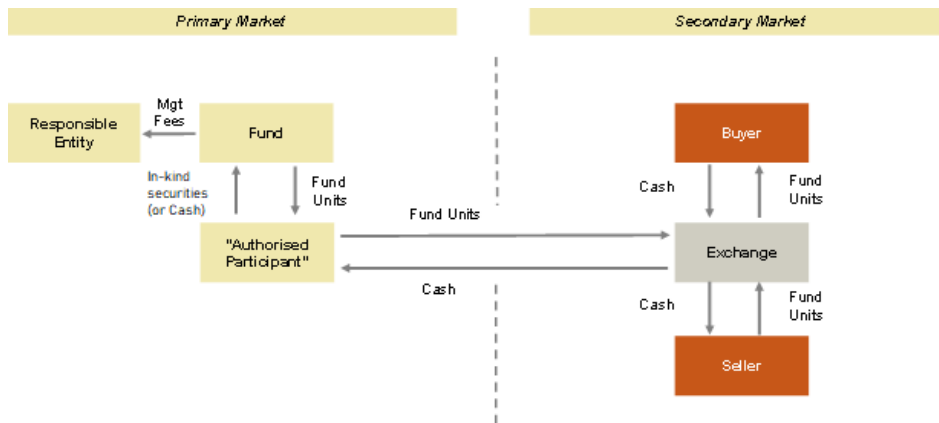 Primary Market
Secondary Market
Responsible
Entity
Mgt
Fees
Fund
Buyer
In-kind
securities
(or Cash)
Fund
Units
Cash
Fund
Units
"Authorised
Participant"
Fund Units
Exchange
Cash
Cash
Fund
Units
Seller